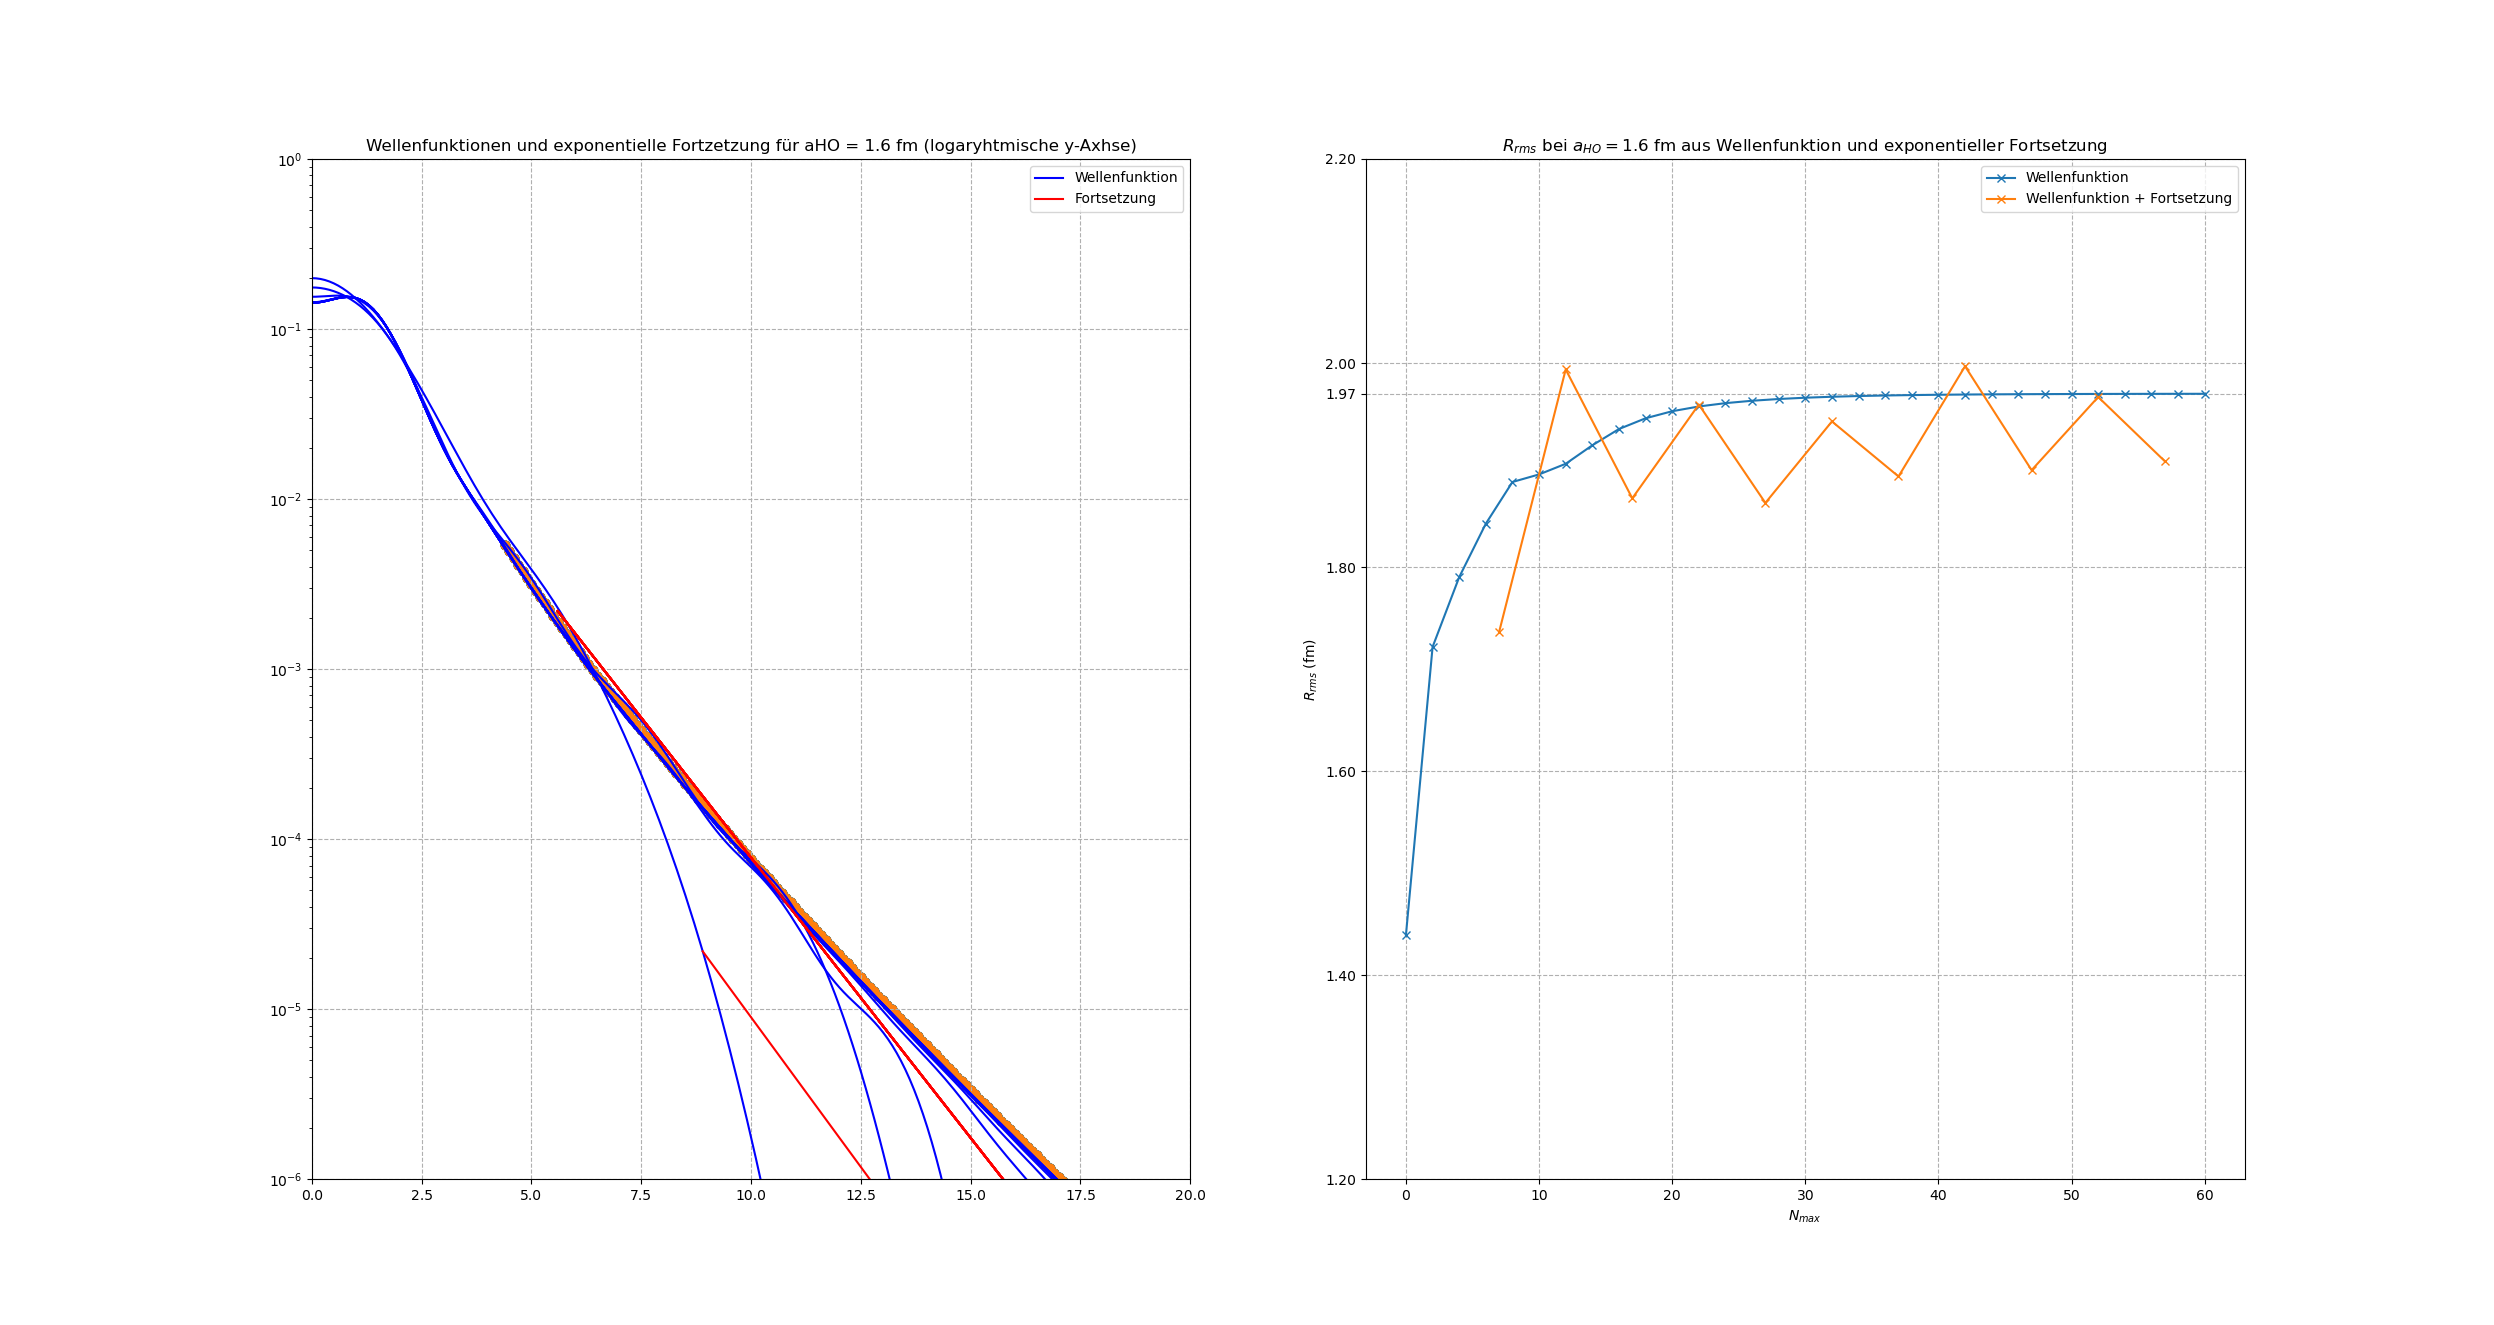 Wellenfunktionen und exponentielle Fortzetzung für aHO = 1.6 fm (logaryhtmische y-Axhse)
Wellenfunktion
Fortsetzung
10⁰
10⁻¹
10⁻²
10⁻³
10⁻⁴
10⁻⁵
10⁻⁶
0.0 2.5 5.0 7.5 10.0 12.5 15.0 17.5 20.0
R_rms bei a_HO = 1.6 fm aus Wellenfunktion und exponentieller Fortsetzung
Wellenfunktion
Wellenfunktion + Fortsetzung
2.20
2.00
1.97
1.80
1.60
1.40
1.20
R_rms (fm)
0 10 20 30 40 50 60
N_max